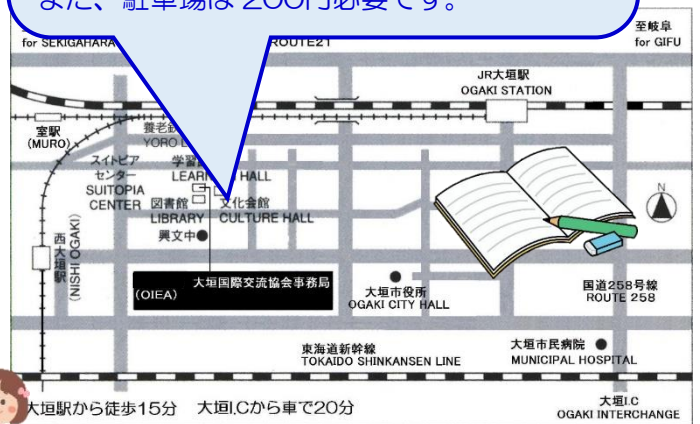 また、駐車場は200円必要です。
for SEKIGAHARA
ROUTE21
至岐阜
for GIFU
JR大垣駅
OGAKI STATION
室駅
(MURO)
養老鉄
YORO L
スイトピア
センター
SUITOPIA
CENTER
学習館
LEARN HALL
図書館
LIBRARY
文化会館
CULTURE HALL
興文中
N
西大垣駅
(NISHI OGAKI)
大垣国際交流協会事務局
(OIEA)
大垣市役所
OGAKI CITY HALL
国道258号線
ROUTE 258
東海道新幹線
TOKAIDO SHINKANSEN LINE
大垣市民病院
MUNICIPAL HOSPITAL
大垣駅から徒歩15分 大垣I.Cから車で20分
大垣I.C
OGAKI INTERCHANGE